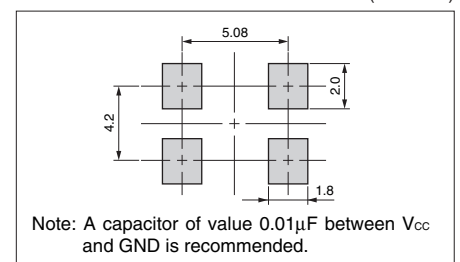 5.08
2.0
4.2
1.8
Note: A capacitor of value 0.01μF between Vcc
and GND is recommended.